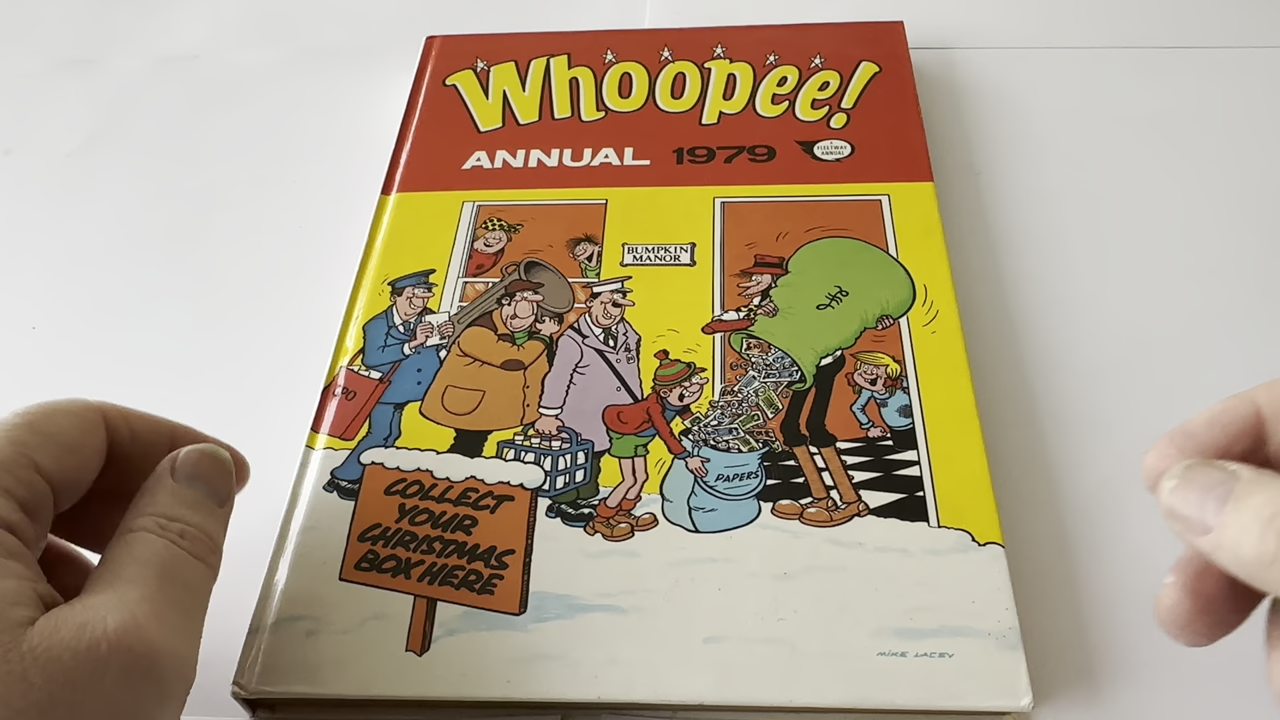 Whoopee!
ANNUAL 1979
A
FLEETWAY
ANNUAL
BUMPKIN
MANOR
GPO
PAPERS
COLLECT
YOUR
CHRISTMAS
BOX HERE
MIKE LACEY